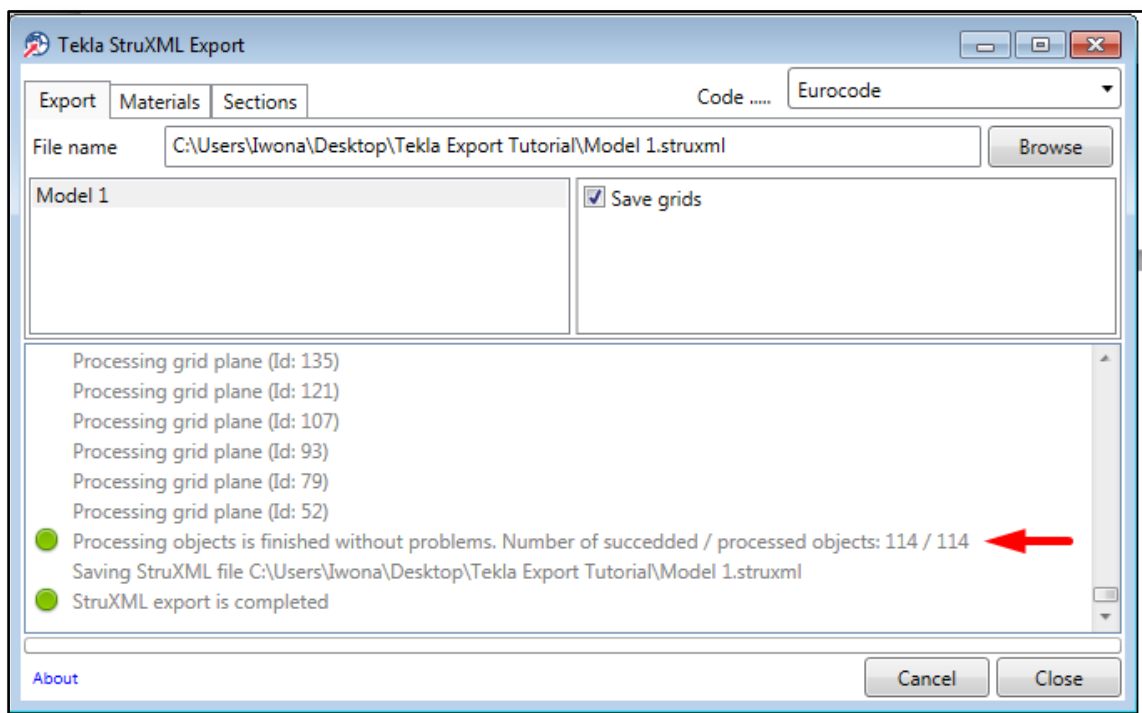 Tekla StruXML Export
Export Materials Sections Code ..... Eurocode
File name C:\Users\Iwona\Desktop\Tekla Export Tutorial\Model 1.struxml Browse
Model 1 Save grids
Processing grid plane (Id: 135)
Processing grid plane (Id: 121)
Processing grid plane (Id: 107)
Processing grid plane (Id: 93)
Processing grid plane (Id: 79)
Processing grid plane (Id: 52)
Processing objects is finished without problems. Number of succedded / processed objects: 114 / 114
Saving StruXML file C:\Users\Iwona\Desktop\Tekla Export Tutorial\Model 1.struxml
StruXML export is completed
About Cancel Close